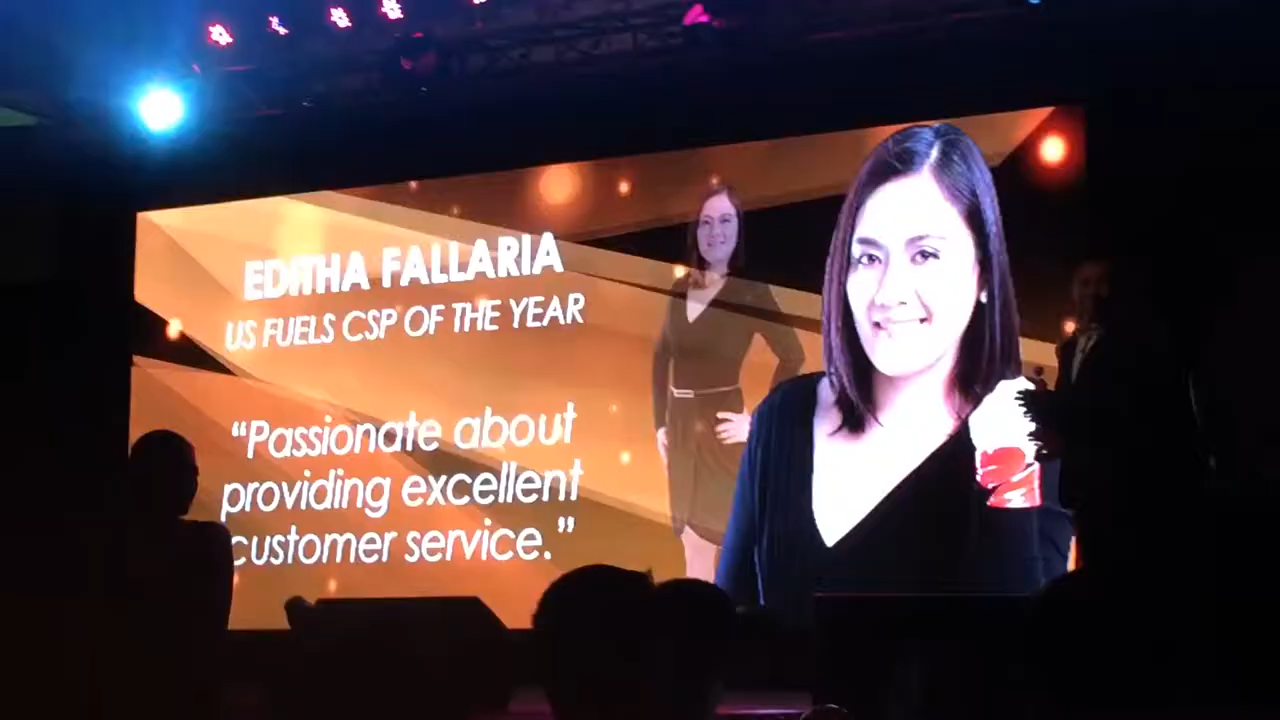 EDITHA FALLARIA
US FUELS CSP OF THE YEAR
“Passionate about
providing excellent
customer service.”